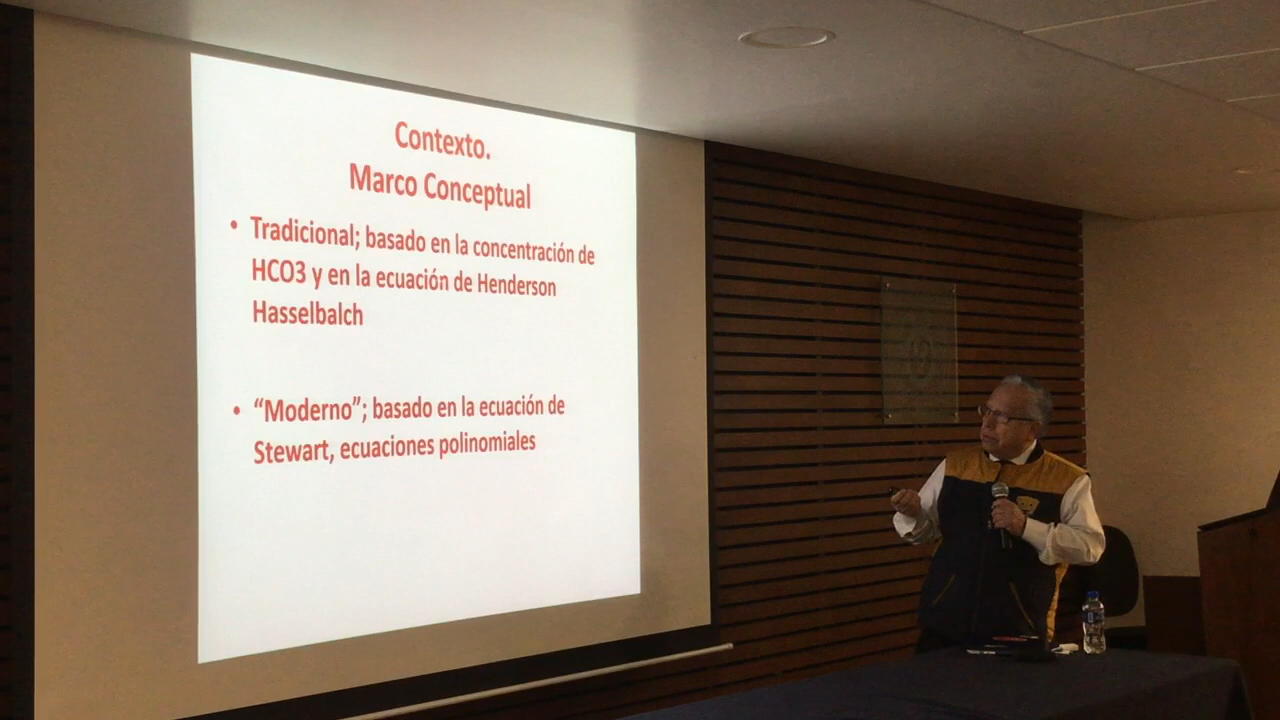 Contexto.
Marco Conceptual
• Tradicional; basado en la concentración de
HCO3 y en la ecuación de Henderson
Hasselbalch
• “Moderno”; basado en la ecuación de
Stewart, ecuaciones polinomiales